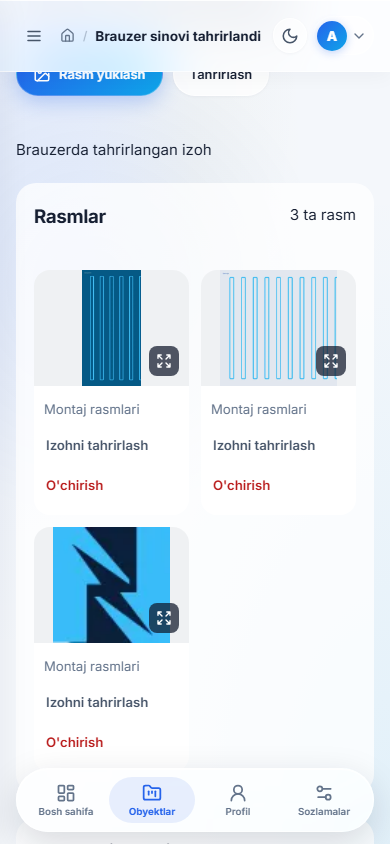 / Brauzer sinovi tahrirlandi A
Rasm yuklash Tahrirlash
Brauzerda tahrirlangan izoh
Rasmlar 3 ta rasm
Montaj rasmlari Montaj rasmlari
Izohni tahrirlash Izohni tahrirlash
O'chirish O'chirish
Montaj rasmlari
Izohni tahrirlash
O'chirish
Bosh sahifa Obyektlar Profil Sozlamalar